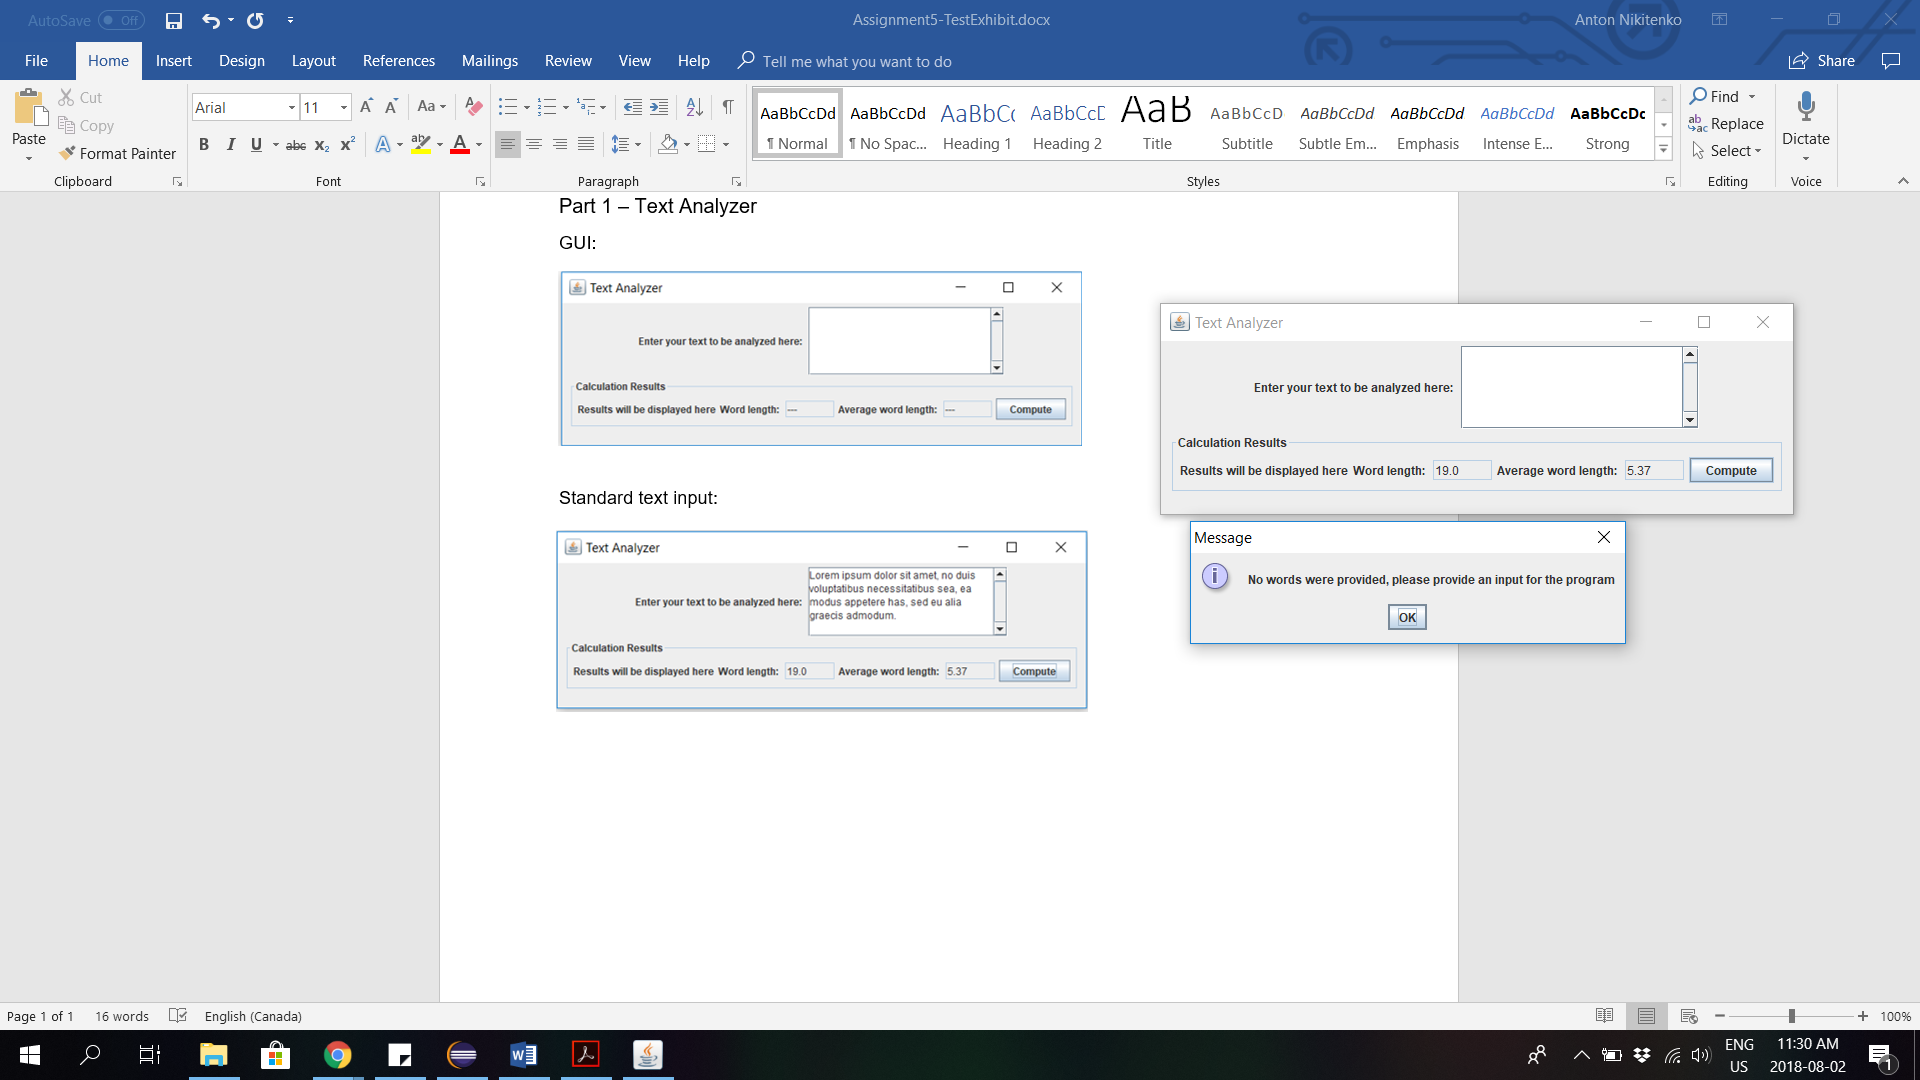 AutoSave Off
Assignment5-TestExhibit.docx
Anton Nikitenko
File Home Insert Design Layout References Mailings Review View Help Tell me what you want to do
Share
Paste
Cut
Copy
Format Painter
Clipboard
Arial 11
Aa
B I U abc X₂ X²
A A
Font
Paragraph
AaBbCcDd AaBbCcDd AaBbCc AaBbCcC AaB AaBbCcD AaBbCcDd AaBbCcDd AaBbCcDd AaBbCcDc
¶ Normal ¶ No Spac... Heading 1 Heading 2 Title Subtitle Subtle Em... Emphasis Intense E... Strong
Styles
Find
Replace
Select
Editing
Dictate
Voice
Part 1 – Text Analyzer
GUI:
Text Analyzer
Enter your text to be analyzed here:
Calculation Results
Results will be displayed here Word length: --- Average word length: --- Compute
Standard text input:
Text Analyzer
Lorem ipsum dolor sit amet, no duis
voluptatibus necessitatibus sea, ea
Enter your text to be analyzed here: modus appetere has, sed eu alia
graecis admodum.
Calculation Results
Results will be displayed here Word length: 19.0 Average word length: 5.37 Compute
Text Analyzer
Enter your text to be analyzed here:
Calculation Results
Results will be displayed here Word length: 19.0 Average word length: 5.37 Compute
Message
No words were provided, please provide an input for the program
OK
Page 1 of 1 16 words English (Canada)
100%
ENG
US
11:30 AM
2018-08-02
1